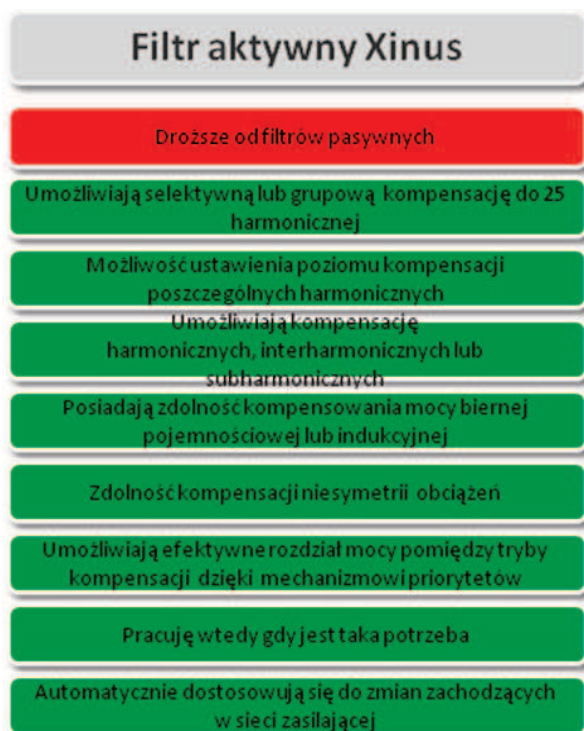 Filtr aktywny Xinus
Droższe od filtrów pasywnych
Umożliwiają selektywną lub grupową kompensację do 25
harmonicznej
Możliwość ustawienia poziomu kompensacji
poszczególnych harmonicznych
Umożliwiają kompensację
harmonicznych, interharmonicznych lub
subharmonicznych
Posiadają zdolność kompensowania mocy biernej
pojemnościowej lub indukcyjnej
Zdolność kompensacji niesymetrii obciążeń
Umożliwiają efektywne rozdział mocy pomiędzy tryby
kompensacji dzięki mechanizmowi priorytetów
Pracuję wtedy gdy jest taka potrzeba
Automatycznie dostosowują się do zmian zachodzących
w sieci zasilającej